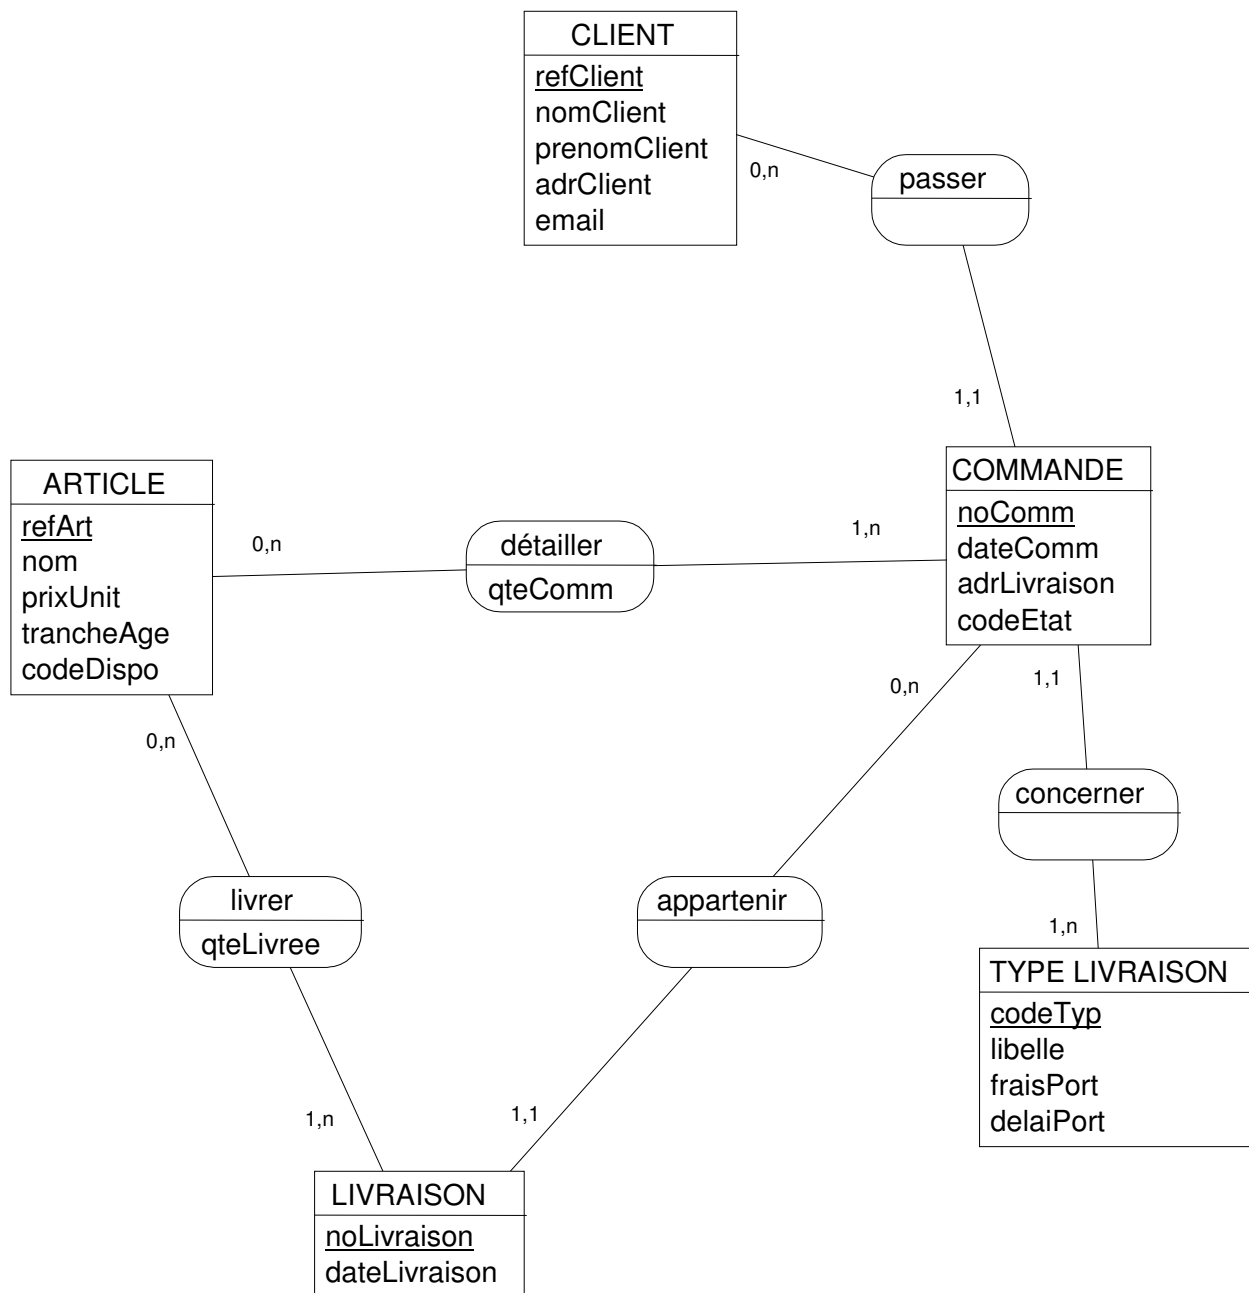 CLIENT
refClient
nomClient
prenomClient
adrClient
email
0,n
passer
1,1
ARTICLE
refArt
nom
prixUnit
trancheAge
codeDispo
0,n
détailler
qteComm
1,n
COMMANDE
noComm
dateComm
adrLivraison
codeEtat
0,n
1,1
0,n
concerner
livrer
qteLivree
appartenir
1,n
TYPE LIVRAISON
codeTyp
libelle
fraisPort
delaiPort
1,n
1,1
LIVRAISON
noLivraison
dateLivraison